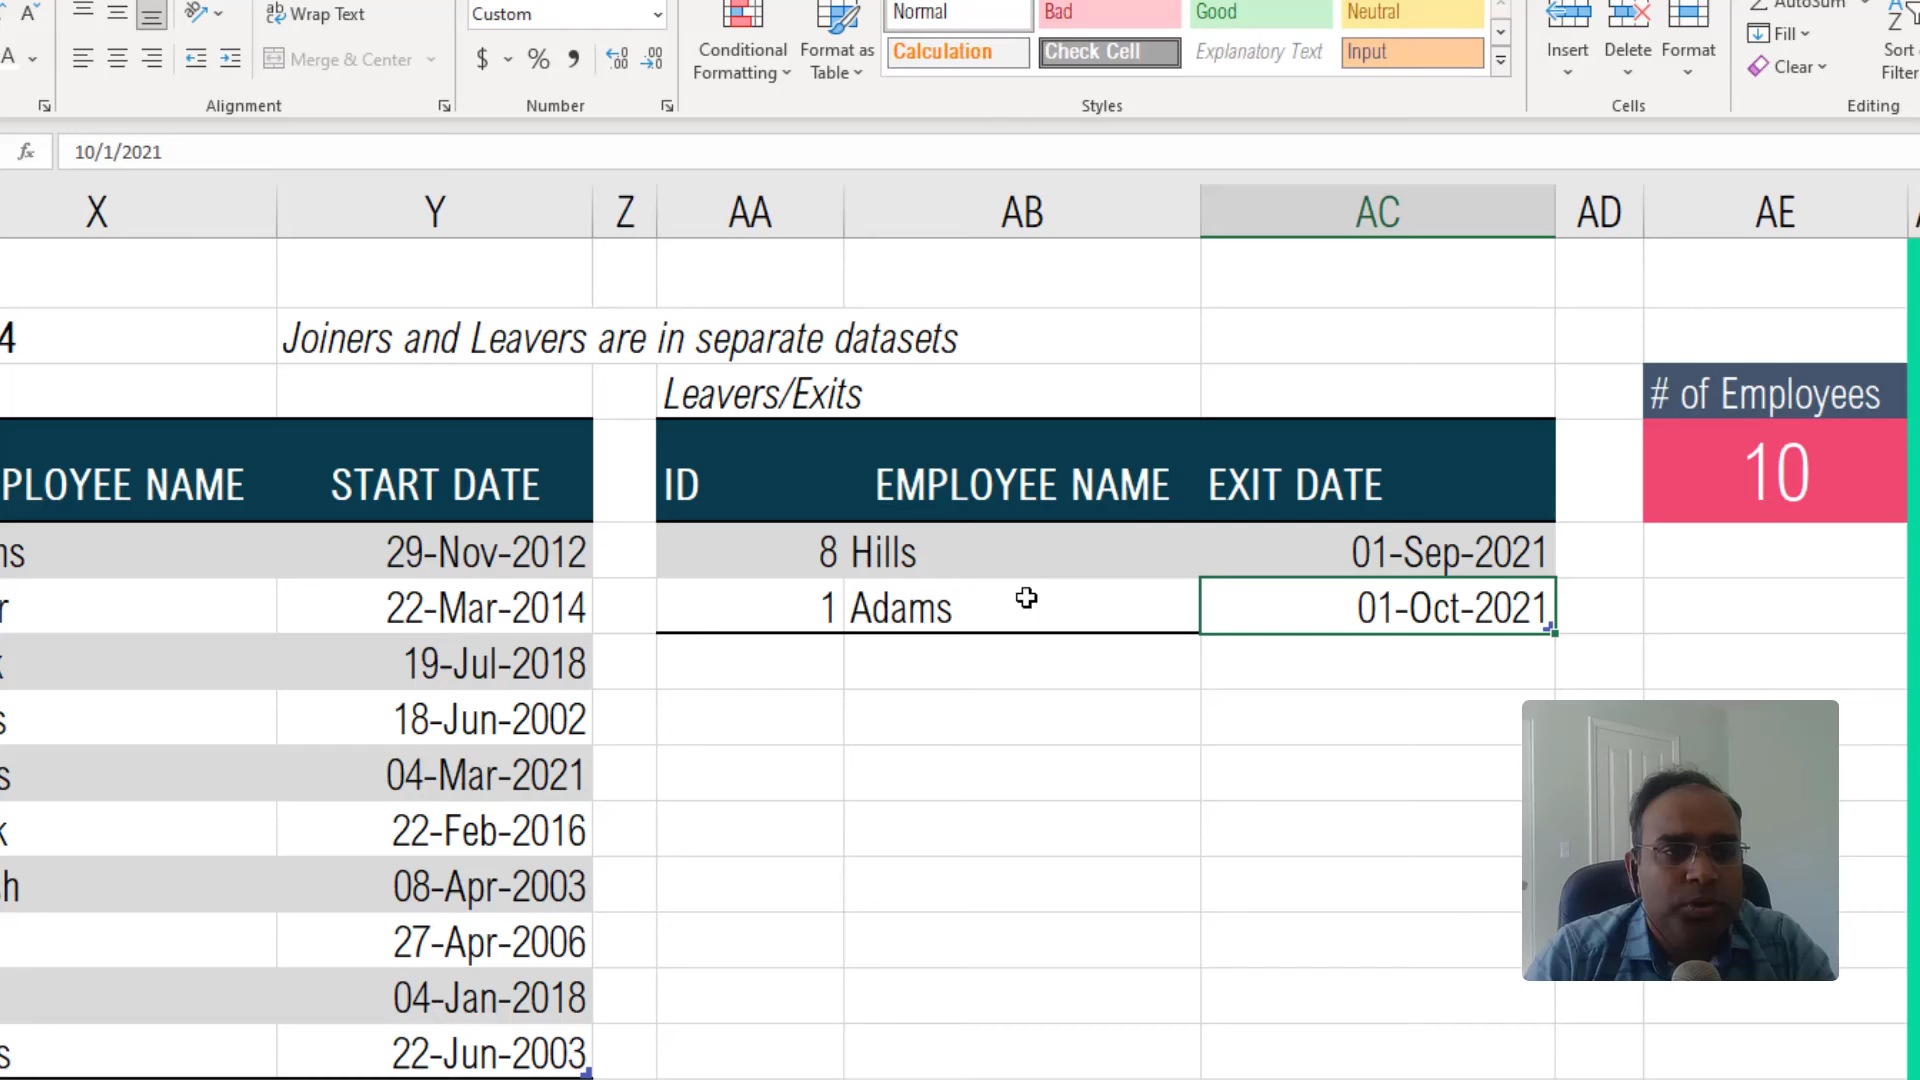 Wrap Text
Custom
Normal
Bad
Good
Neutral
AutoSum
Merge & Center
$ % ,
Conditional Formatting
Format as Table
Calculation
Check Cell
Explanatory Text
Input
Insert
Delete
Format
Fill
Clear
Sort
Filter
Alignment
Number
Styles
Cells
Editing
fx 10/1/2021
X Y Z AA AB AC AD AE
4 Joiners and Leavers are in separate datasets
Leavers/Exits
# of Employees
PLOYEE NAME START DATE ID EMPLOYEE NAME EXIT DATE
10
ns 29-Nov-2012 8 Hills 01-Sep-2021
r 22-Mar-2014 1 Adams 01-Oct-2021
19-Jul-2018
s 18-Jun-2002
s 04-Mar-2021
k 22-Feb-2016
h 08-Apr-2003
27-Apr-2006
04-Jan-2018
s 22-Jun-2003